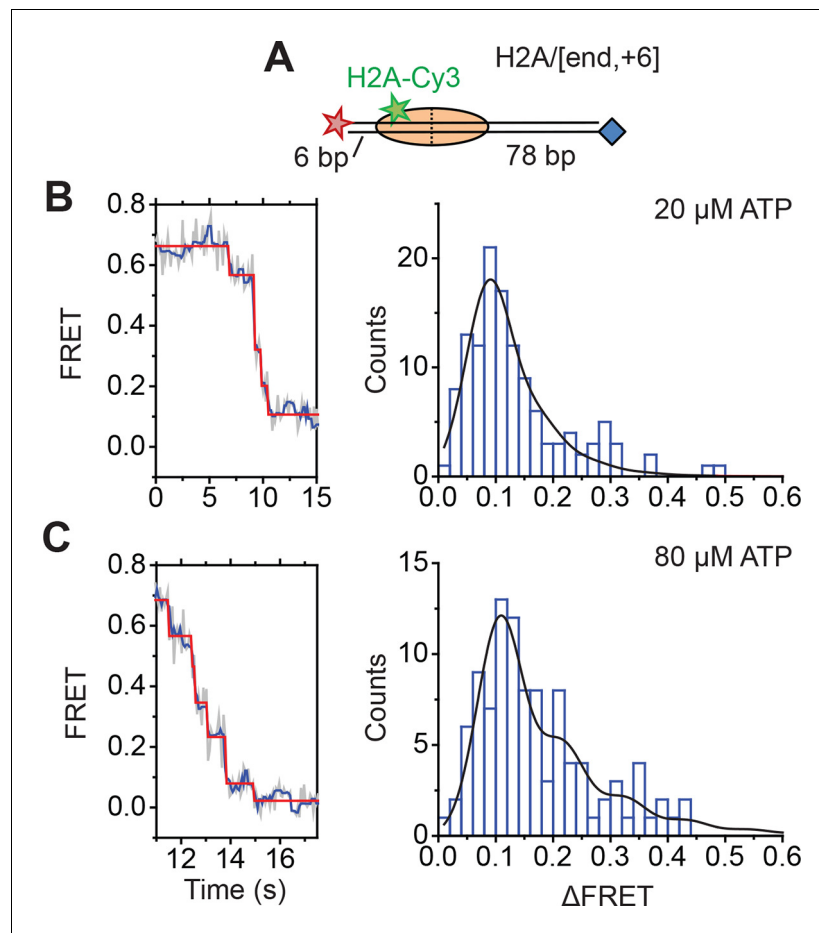 A
H2A/[end,+6]
H2A-Cy3
6 bp
78 bp
B
0.8
0.6
0.4
0.2
0.0
FRET
0
5
10
15
20 µM ATP
20
10
0
Counts
0.0
0.1
0.2
0.3
0.4
0.5
0.6
C
0.8
0.6
0.4
0.2
0.0
FRET
12
14
16
Time (s)
80 µM ATP
15
10
5
0
Counts
0.0
0.1
0.2
0.3
0.4
0.5
0.6
ΔFRET